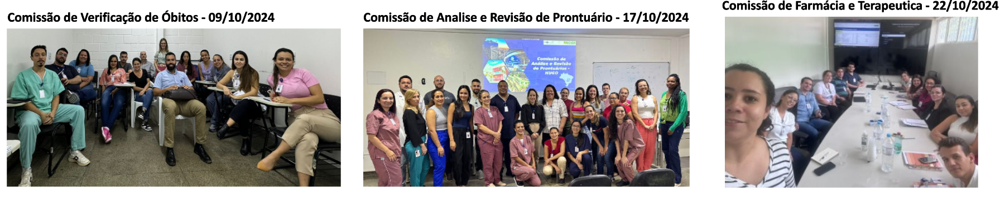 Comissão de Verificação de Óbitos - 09/10/2024
Comissão de Analise e Revisão de Prontuário - 17/10/2024
Comissão de Farmácia e Terapeutica - 22/10/2024
Comissão de
Análise e Revisão
de Prontuários -
HUGO